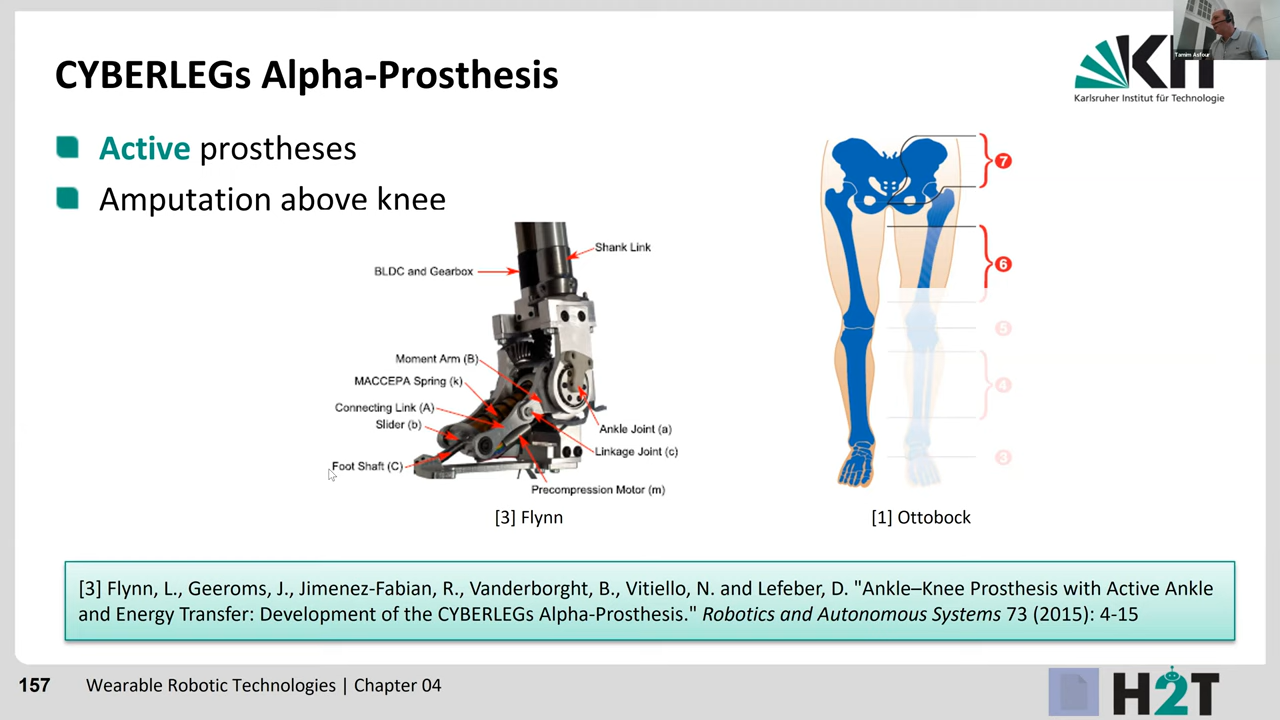 CYBERLEGs Alpha-Prosthesis
Tamim Asfour
KIT
Karlsruher Institut für Technologie
Active prostheses
Amputation above knee
Shank Link
BLDC and Gearbox
Moment Arm (B)
MACCEPA Spring (k)
Connecting Link (A)
Slider (b)
Foot Shaft (C)
Ankle Joint (a)
Linkage Joint (c)
Precompression Motor (m)
[3] Flynn
7
6
5
4
3
[1] Ottobock
[3] Flynn, L., Geeroms, J., Jimenez-Fabian, R., Vanderborght, B., Vitiello, N. and Lefeber, D. "Ankle–Knee Prosthesis with Active Ankle
and Energy Transfer: Development of the CYBERLEGs Alpha-Prosthesis." Robotics and Autonomous Systems 73 (2015): 4-15
157 Wearable Robotic Technologies | Chapter 04
H2T